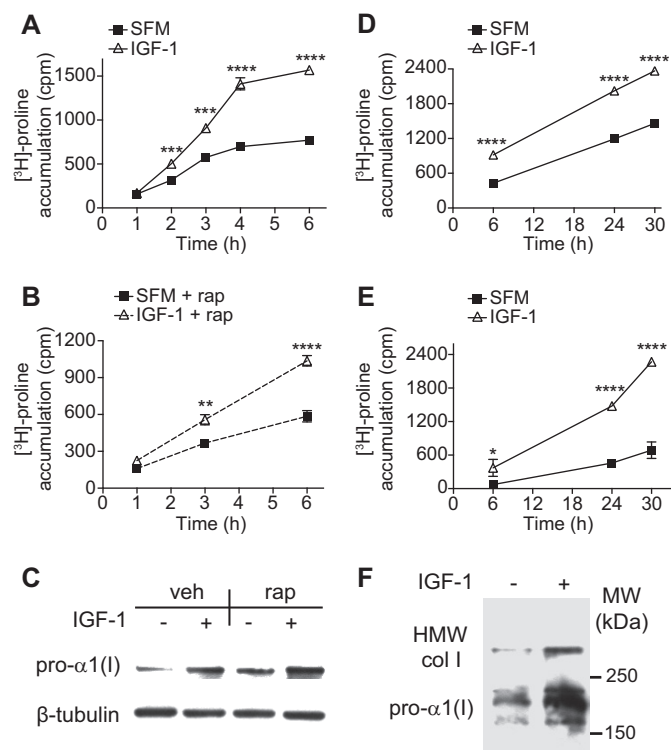 A
SFM
IGF-1
[³H]-proline
accumulation (cpm)
1500
1000
500
0
***
***
****
****
0 1 2 3 4 5 6
Time (h)
D
SFM
IGF-1
[³H]-proline
accumulation (cpm)
2400
1800
1200
600
0
****
****
****
0 6 12 18 24 30
Time (h)
B
SFM + rap
IGF-1 + rap
[³H]-proline
accumulation (cpm)
1200
900
600
300
0
**
****
0 1 2 3 4 5 6
Time (h)
E
SFM
IGF-1
[³H]-proline
accumulation (cpm)
2400
1800
1200
600
0
*
****
****
0 6 12 18 24 30
Time (h)
C
veh rap
IGF-1 - + - +
pro-α1(I)
β-tubulin
F
IGF-1 - + MW
(kDa)
HMW
col I
250
pro-α1(I)
150